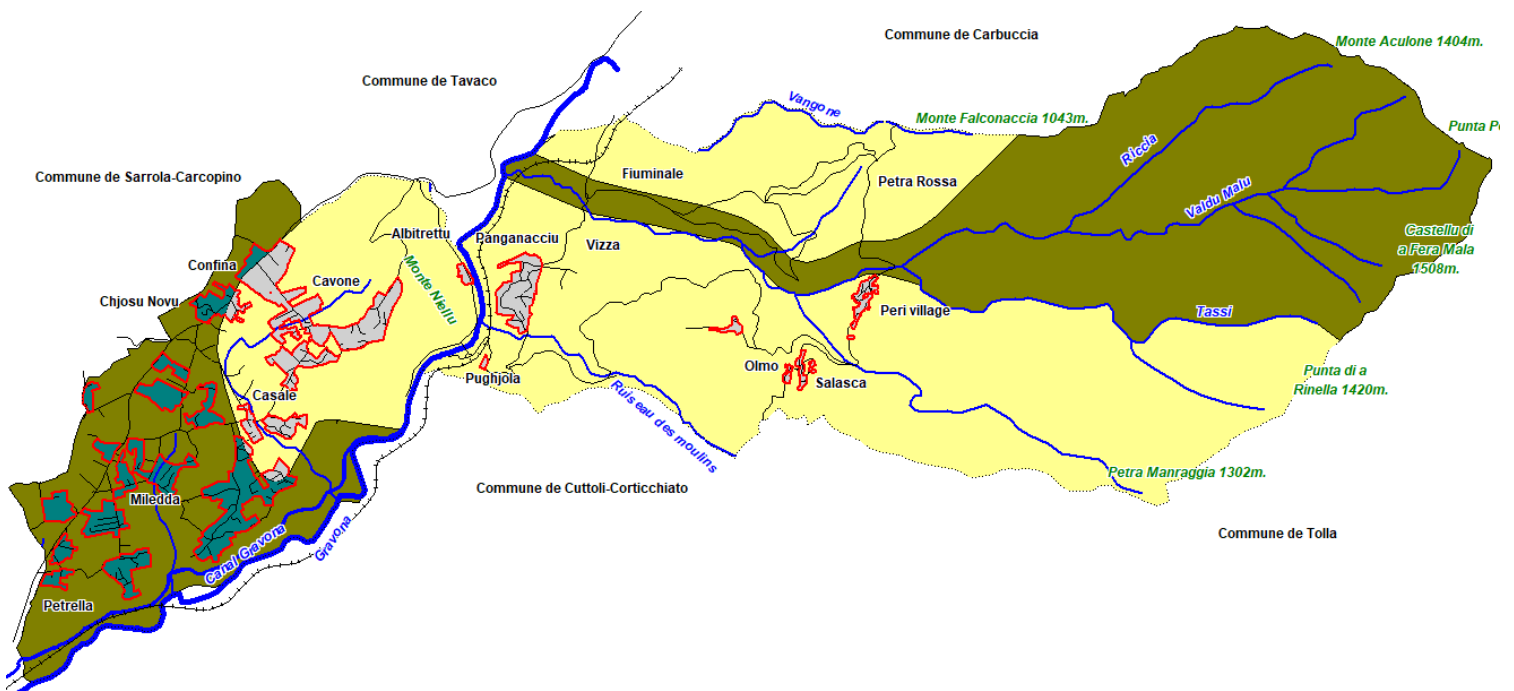 Commune de Carbuccia
Monte Aculone 1404m.
Commune de Tavaco
Vangone
Monte Falconaccia 1043m.
Punta
Riccia
Commune de Sarrola-Carcopino
Fiuminale
Petra Rossa
Valdu Malu
Albitrettu
Panganacciu
Vizza
Castellu di
a Fera Mala
1508m.
Confina
Cavone
Monte Niellu
Chjosu Novu
Peri village
Tassi
Pughjola
Olmo
Salasca
Punta di a
Rinella 1420m.
Casale
Ruiseau des moulins
Petra Manraggia 1302m.
Miledda
Commune de Cuttoli-Corticchiato
Commune de Tolla
Canal Gravona
Gravona
Petrella